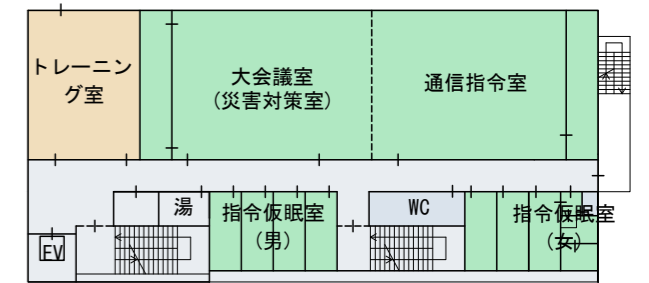 トレーニン
グ室
大会議室
(災害対策室)
通信指令室
湯
指令仮眠室
(男)
WC
指令仮眠室
(女)
EV